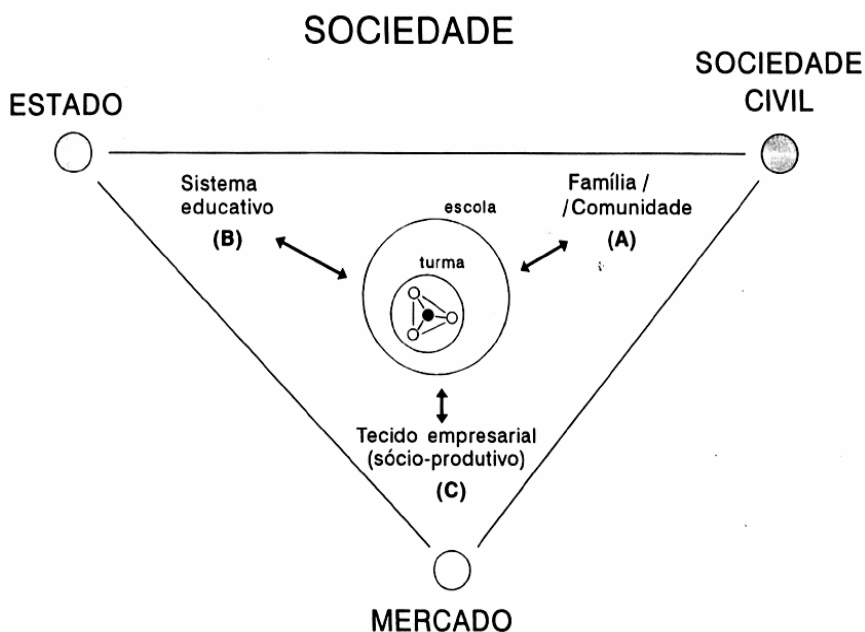 SOCIEDADE
ESTADO
SOCIEDADE
CIVIL
Sistema
educativo
(B)
Família /
/Comunidade
(A)
escola
turma
Tecido empresarial
(sócio-produtivo)
(C)
MERCADO